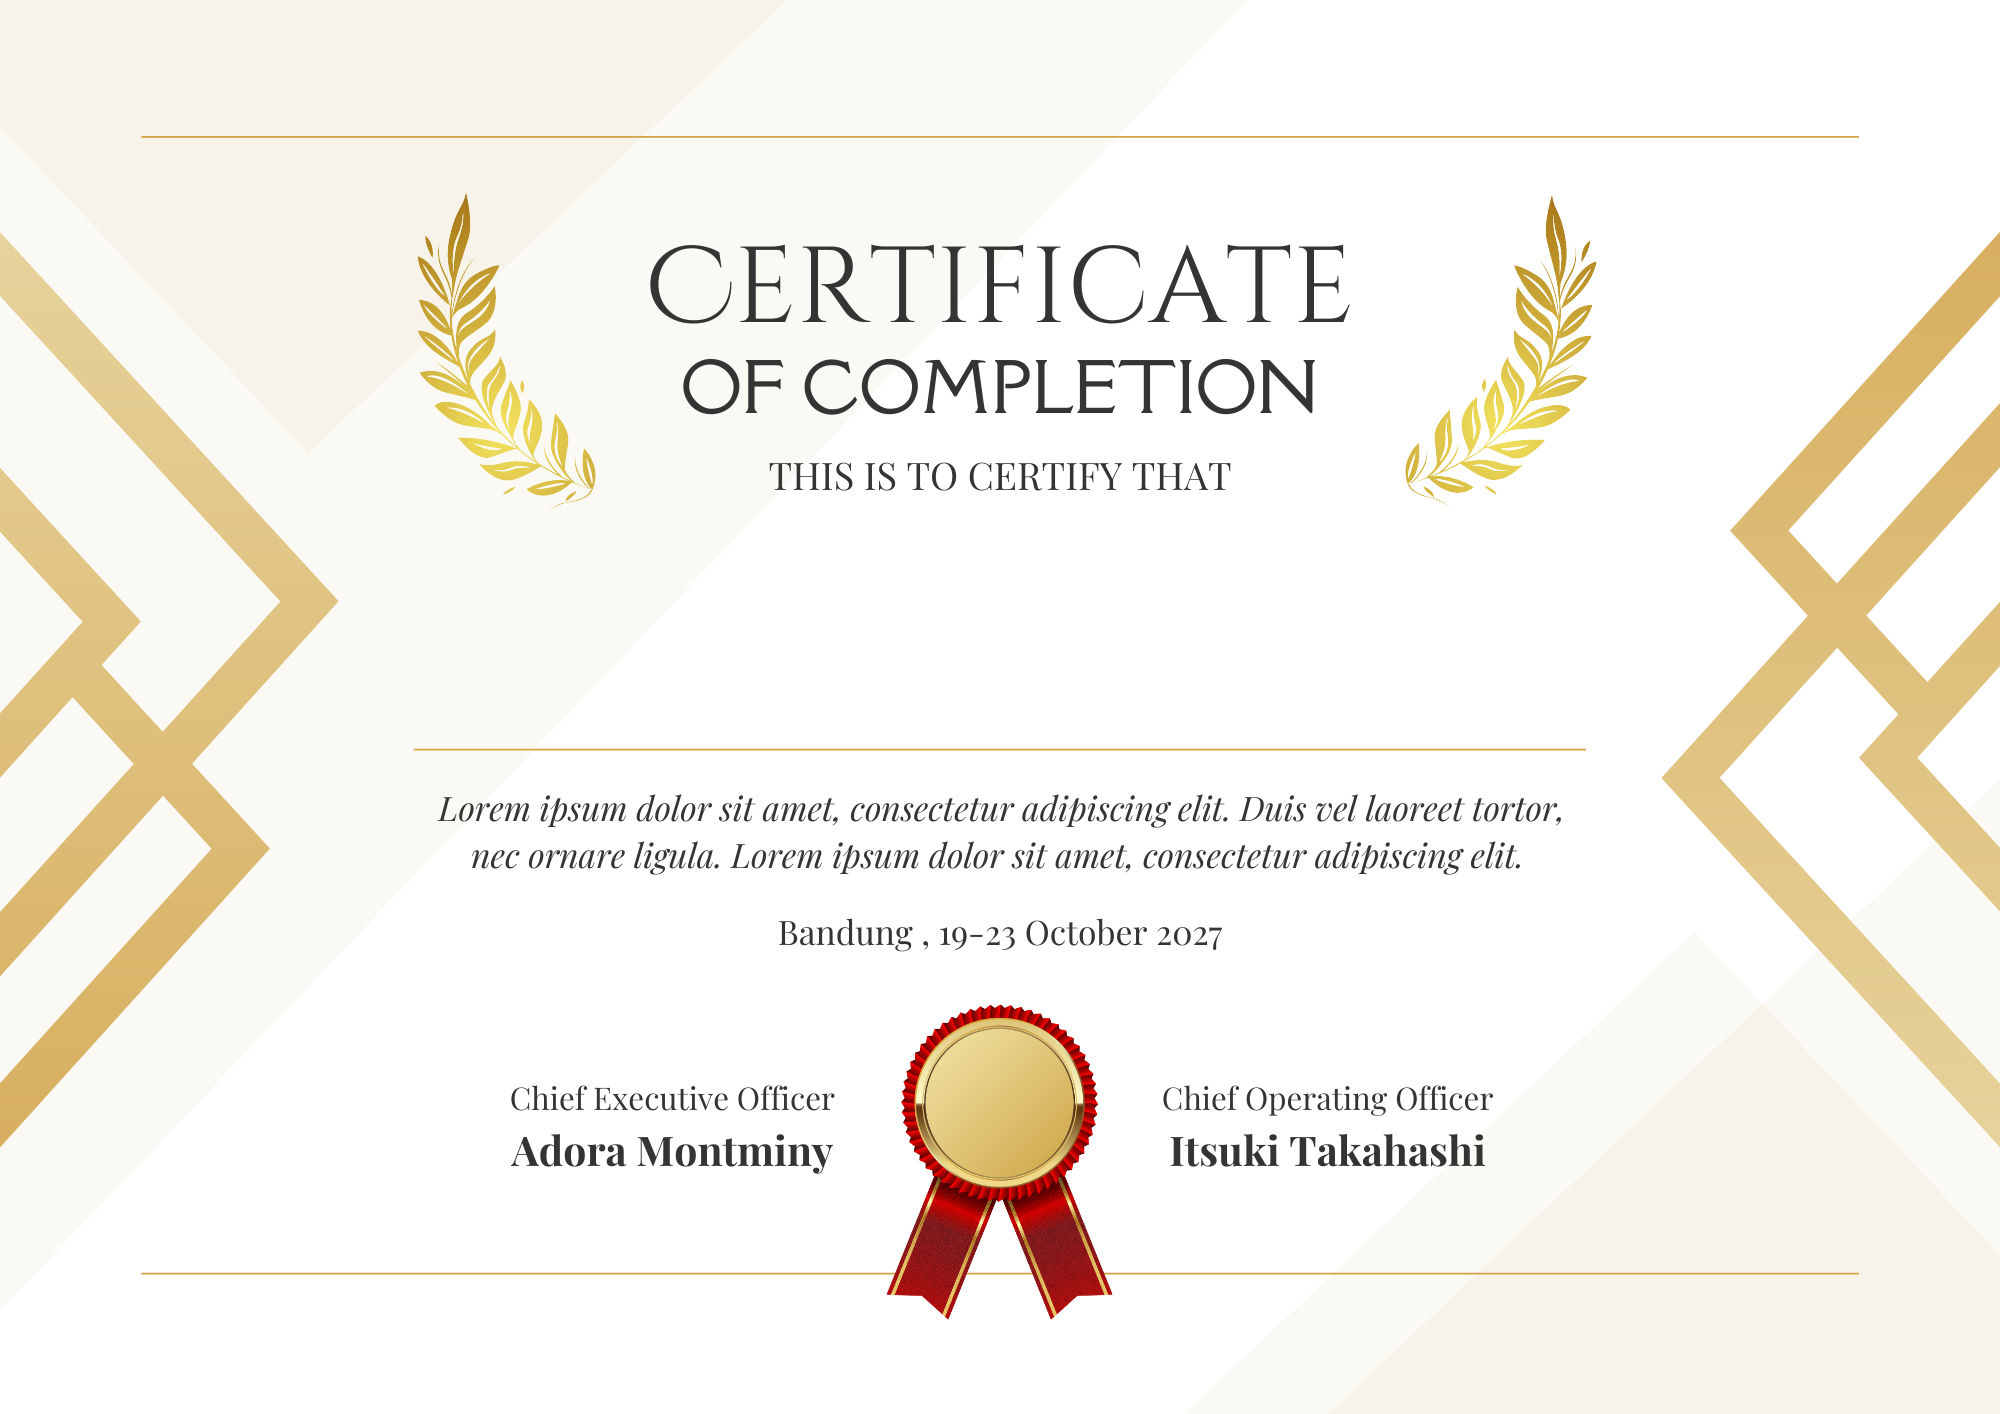 CERTIFICATE
OF COMPLETION
THIS IS TO CERTIFY THAT
Lorem ipsum dolor sit amet, consectetur adipiscing elit. Duis vel laoreet tortor,
nec ornare ligula. Lorem ipsum dolor sit amet, consectetur adipiscing elit.
Bandung , 19-23 October 2027
Chief Executive Officer
Adora Montminy
Chief Operating Officer
Itsuki Takahashi